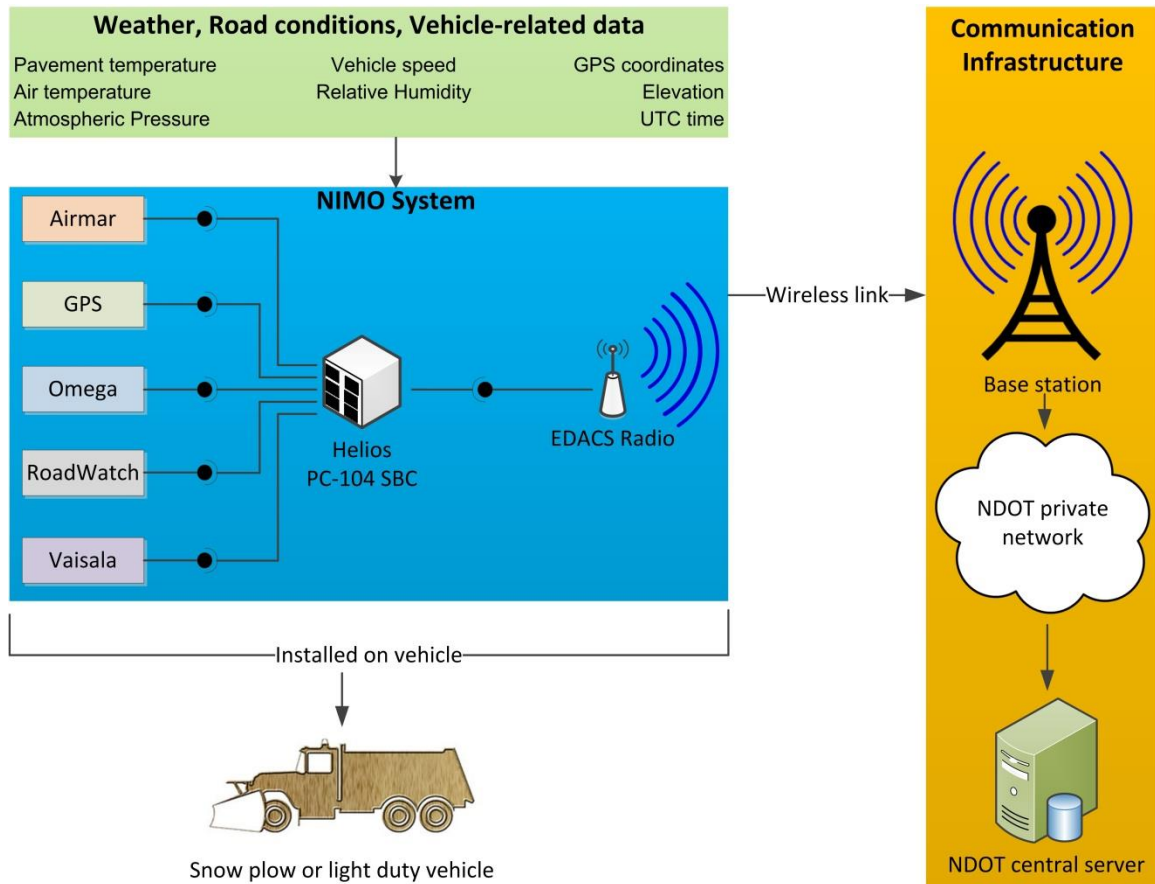 Weather, Road conditions, Vehicle-related data
Pavement temperature
Air temperature
Atmospheric Pressure
Vehicle speed
Relative Humidity
GPS coordinates
Elevation
UTC time
NIMO System
Airmar
GPS
Omega
RoadWatch
Vaisala
Helios
PC-104 SBC
EDACS Radio
Wireless link
Communication
Infrastructure
Base station
NDOT private
network
NDOT central server
Installed on vehicle
Snow plow or light duty vehicle